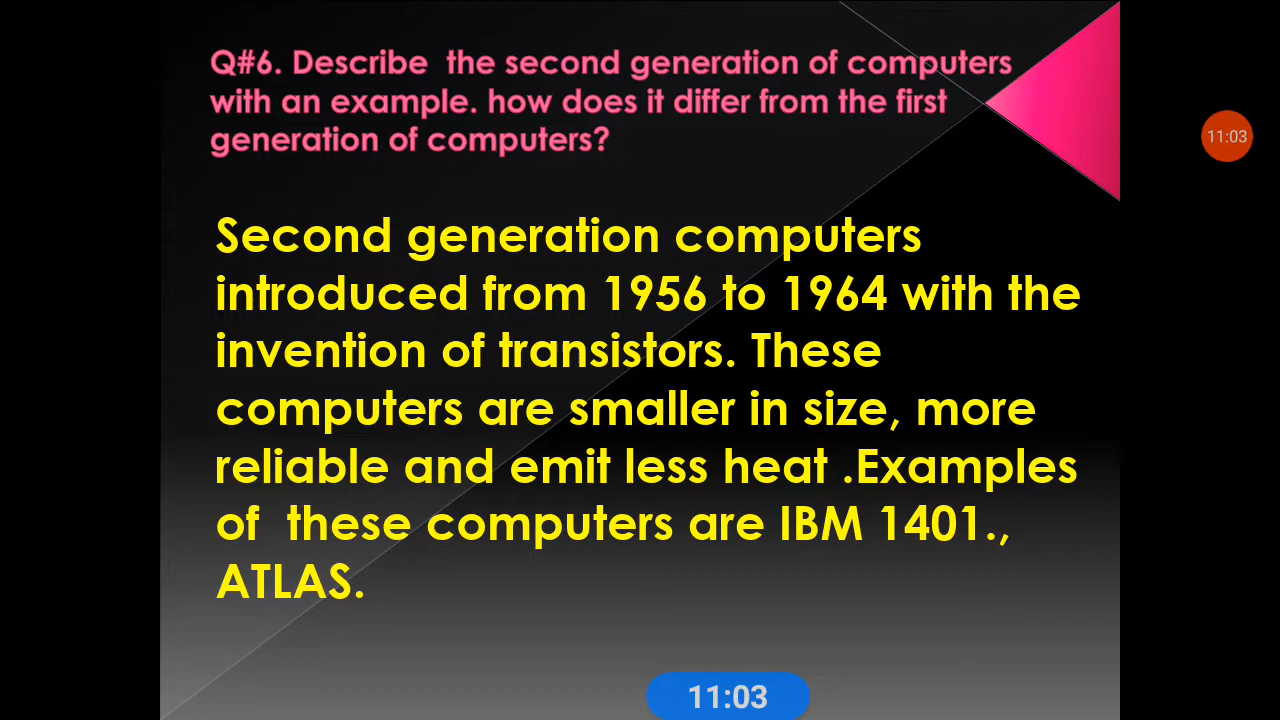 Q#6. Describe  the second generation of computers
with an example. how does it differ from the first
generation of computers?
11:03
Second generation computers
introduced from 1956 to 1964 with the
invention of transistors. These
computers are smaller in size, more
reliable and emit less heat .Examples
of  these computers are IBM 1401.,
ATLAS.
11:03